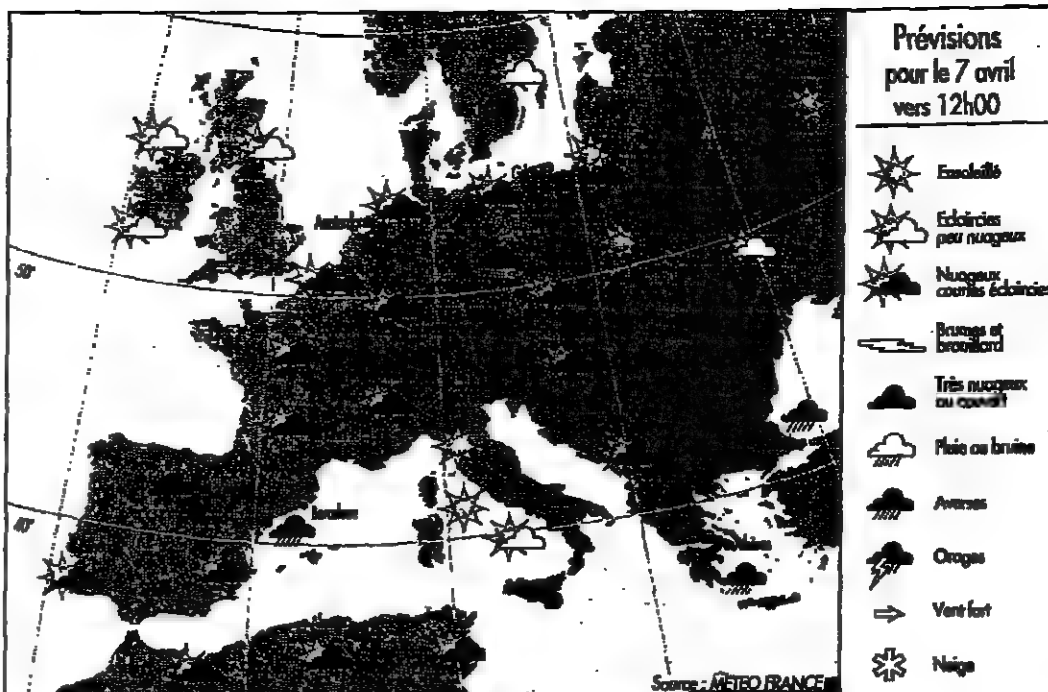 Prévisions
pour le 7 avril
vers 12h00
Ensoleillé
Eclaircies
peu nuageux
Nuageux
courtes éclaircies
Brumes et
brouillard
Très nuageux
ou couvert
Pluie ou bruine
Averses
Orages
Vent fort
Neige
50°
40°
Source : METEO FRANCE